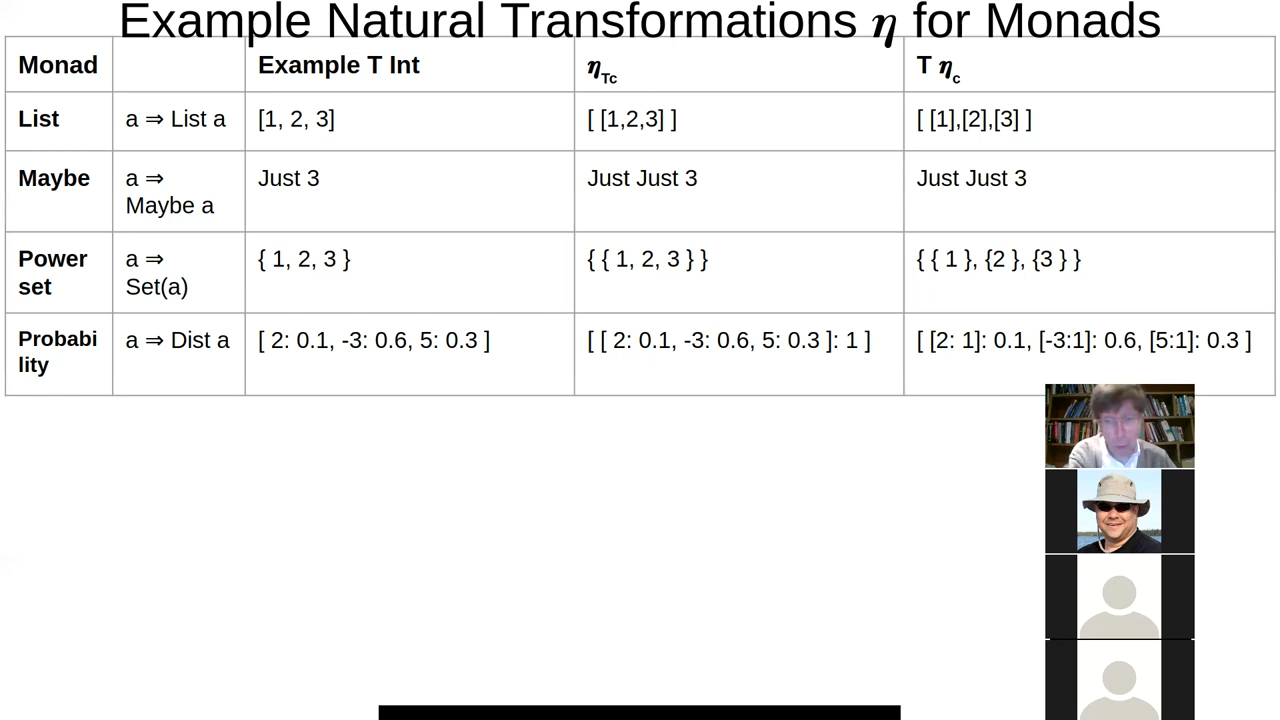 Example Natural Transformations η for Monads
Monad Example T Int η Tc T η c
List a ⇒ List a [1, 2, 3] [ [1,2,3] ] [ [1],[2],[3] ]
Maybe a ⇒ Just 3 Just Just 3 Just Just 3
Maybe a
Power a ⇒ { 1, 2, 3 } { { 1, 2, 3 } } { { 1 }, {2 }, {3 } }
set Set(a)
Probabi a ⇒ Dist a [ 2: 0.1, -3: 0.6, 5: 0.3 ] [ [ 2: 0.1, -3: 0.6, 5: 0.3 ]: 1 ] [ [2: 1]: 0.1, [-3:1]: 0.6, [5:1]: 0.3 ]
lity